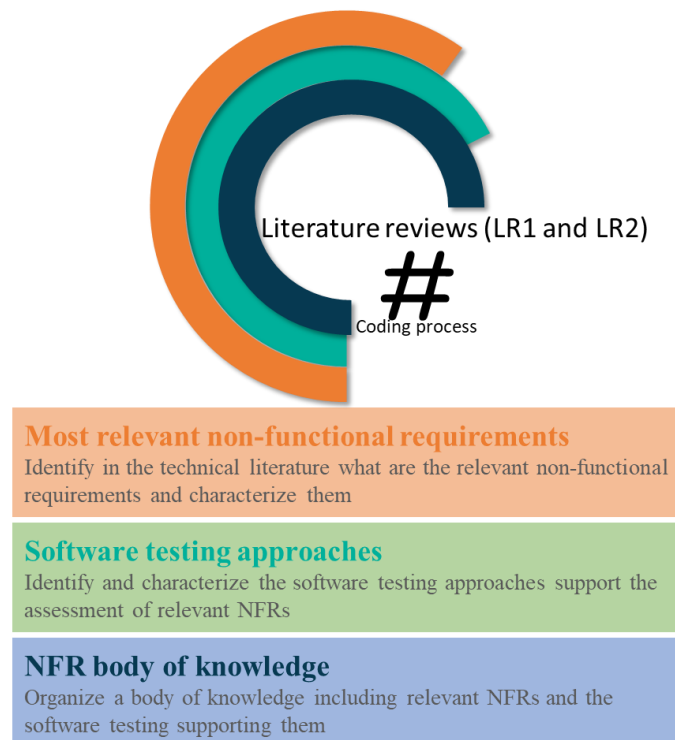 Literature reviews (LR1 and LR2)
#
Coding process
Most relevant non-functional requirements
Identify in the technical literature what are the relevant non-functional
requirements and characterize them
Software testing approaches
Identify and characterize the software testing approaches support the
assessment of relevant NFRs
NFR body of knowledge
Organize a body of knowledge including relevant NFRs and the
software testing supporting them